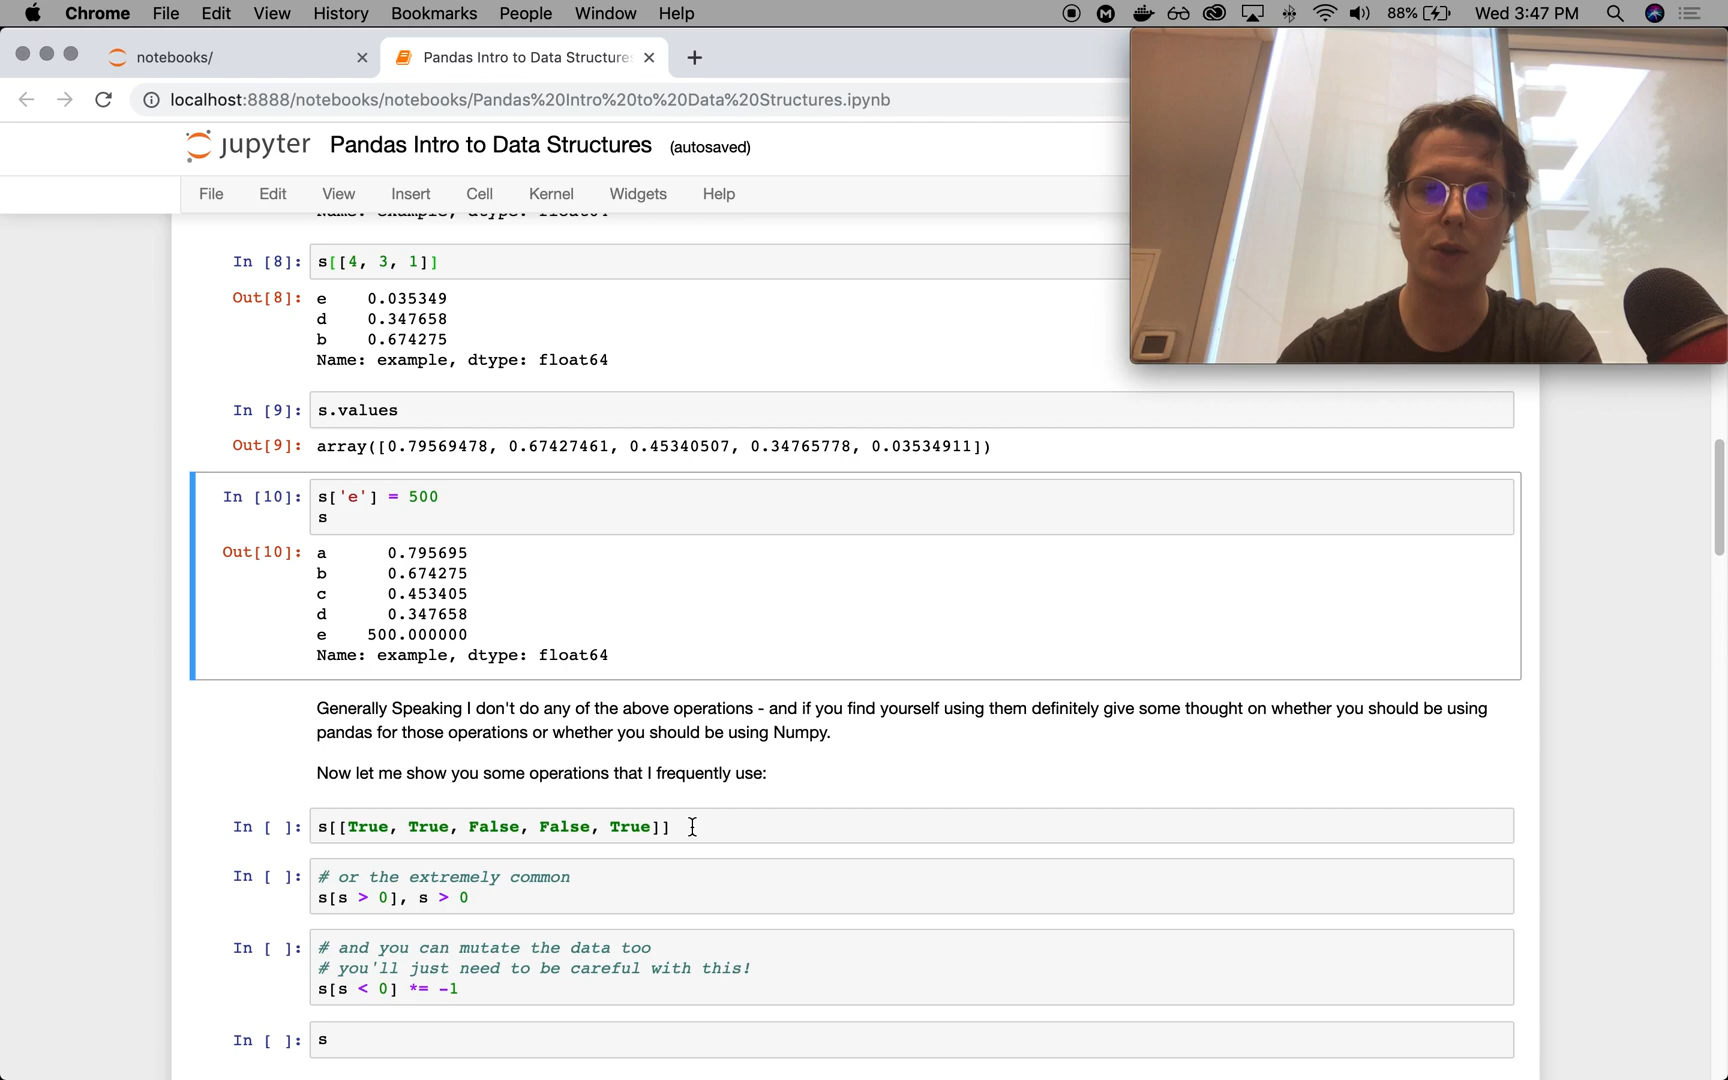 Chrome File Edit View History Bookmarks People Window Help 88% Wed 3:47 PM
notebooks/ Pandas Intro to Data Structures
localhost:8888/notebooks/notebooks/Pandas%20Intro%20to%20Data%20Structures.ipynb
jupyter Pandas Intro to Data Structures (autosaved)
File Edit View Insert Cell Kernel Widgets Help
Name: example, dtype: float64
In [8]: s[[4, 3, 1]]
Out[8]: e 0.035349
d 0.347658
b 0.674275
Name: example, dtype: float64
In [9]: s.values
Out[9]: array([0.79569478, 0.67427461, 0.45340507, 0.34765778, 0.03534911])
In [10]: s['e'] = 500
s
Out[10]: a 0.795695
b 0.674275
c 0.453405
d 0.347658
e 500.000000
Name: example, dtype: float64
Generally Speaking I don't do any of the above operations - and if you find yourself using them definitely give some thought on whether you should be using
pandas for those operations or whether you should be using Numpy.
Now let me show you some operations that I frequently use:
In [ ]: s[[True, True, False, False, True]]
In [ ]: # or the extremely common
s[s > 0], s > 0
In [ ]: # and you can mutate the data too
# you'll just need to be careful with this!
s[s < 0] *= -1
In [ ]: s